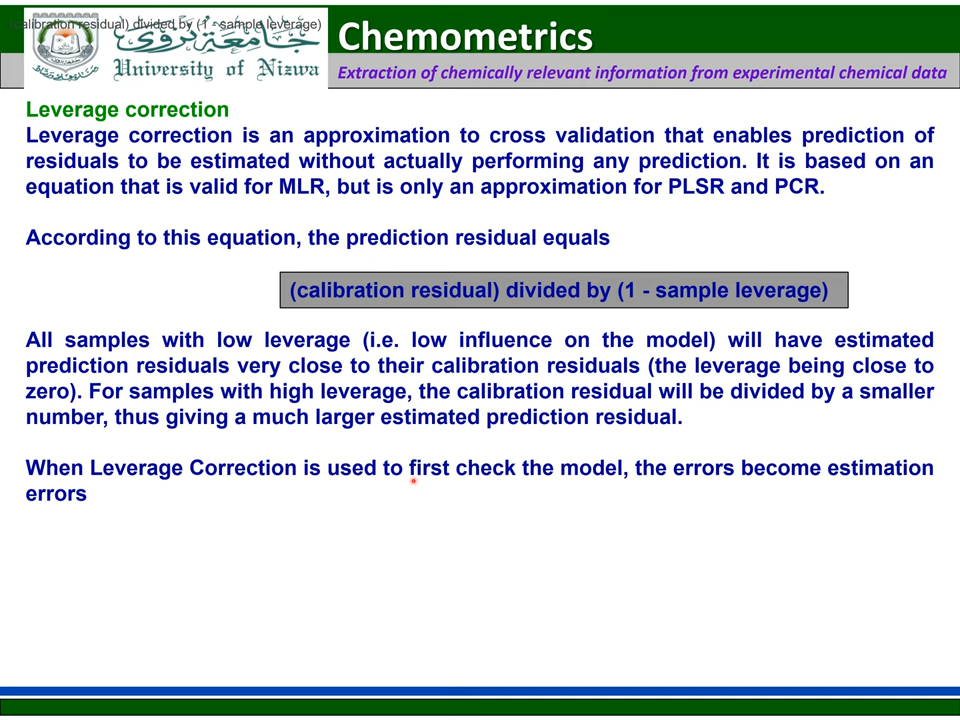 (calibration residual) divided by (1 - sample leverage)
جامعة نزوى
University of Nizwa
Chemometrics
Extraction of chemically relevant information from experimental chemical data
Leverage correction
Leverage correction is an approximation to cross validation that enables prediction of
residuals to be estimated without actually performing any prediction. It is based on an
equation that is valid for MLR, but is only an approximation for PLSR and PCR.
According to this equation, the prediction residual equals
(calibration residual) divided by (1 - sample leverage)
All samples with low leverage (i.e. low influence on the model) will have estimated
prediction residuals very close to their calibration residuals (the leverage being close to
zero). For samples with high leverage, the calibration residual will be divided by a smaller
number, thus giving a much larger estimated prediction residual.
When Leverage Correction is used to first check the model, the errors become estimation
errors